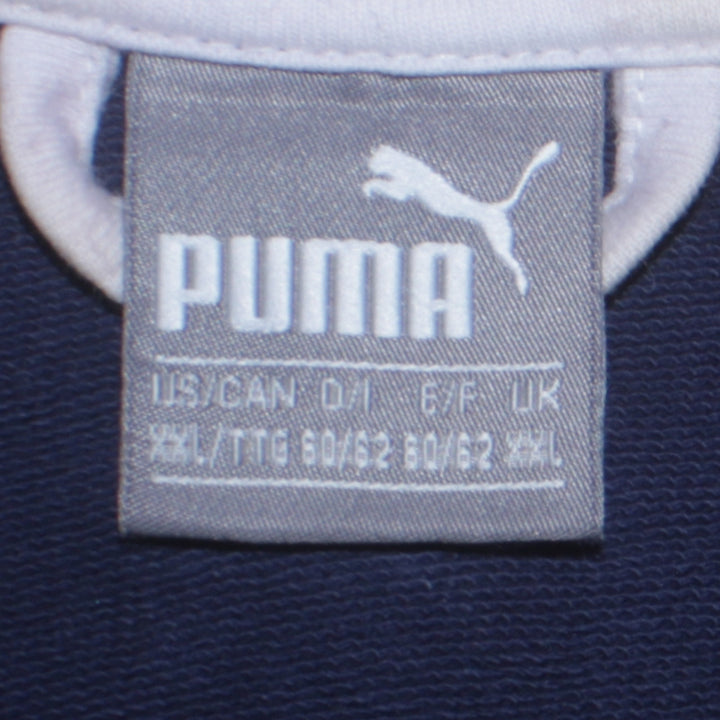 PUMA
US/CAN D/I E/F UK
XXL/TTG 60/62 60/62 XXL